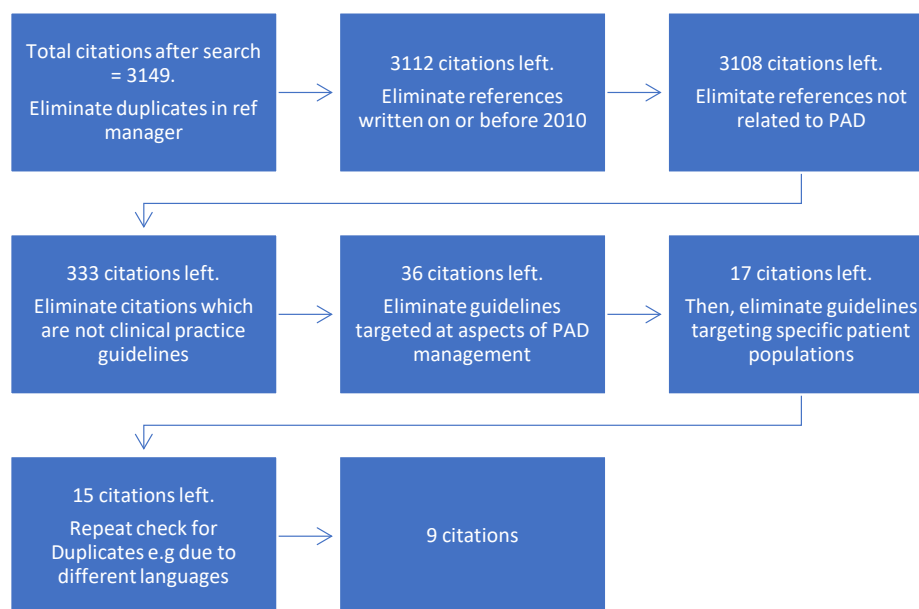 Total citations after search
= 3149.
Eliminate duplicates in ref
manager
3112 citations left.
Eliminate references
written on or before 2010
3108 citations left.
Elimitate references not
related to PAD
333 citations left.
Eliminate citations which
are not clinical practice
guidelines
36 citations left.
Eliminate guidelines
targeted at aspects of PAD
management
17 citations left.
Then, eliminate guidelines
targeting specific patient
populations
15 citations left.
Repeat check for
Duplicates e.g due to
different languages
9 citations